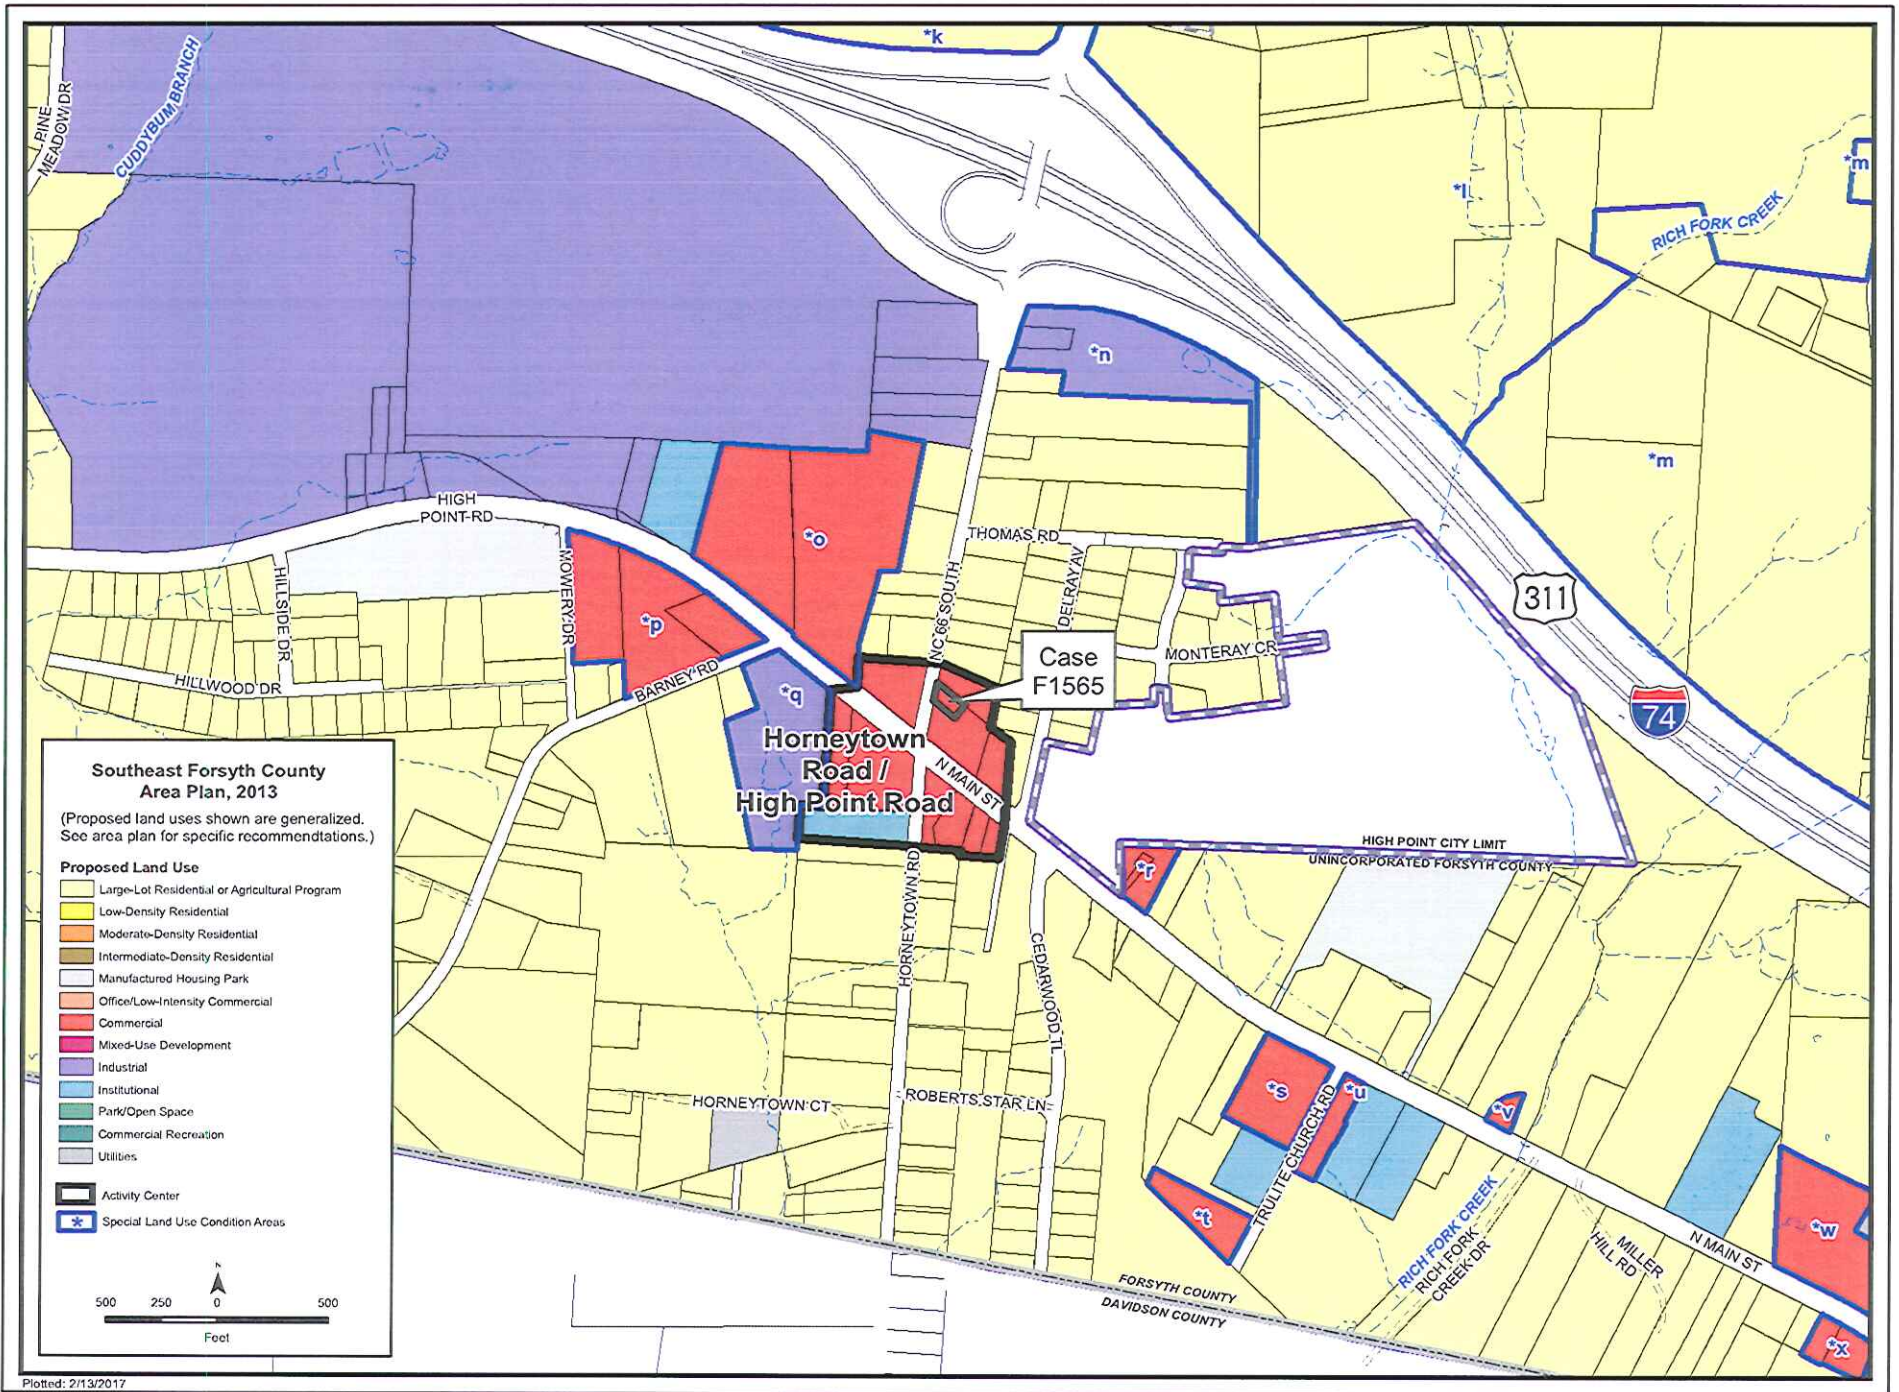 *k
PINE
MEADOW DR
CUDDYBUM BRANCH
*l
*m
RICH FORK CREEK
*n
*m
HIGH
POINT RD
*o
THOMAS RD
NC 66 SOUTH
DELRAY AV
311
MOWERY DR
HILLSIDE DR
*p
MONTERAY CR
Case
F1565
HILLWOOD DR
BARNEY RD
*q
74
Horneytown
Road /
High Point Road
N MAIN ST
HIGH POINT CITY LIMIT
UNINCORPORATED FORSYTH COUNTY
*r
HORNEYTOWN RD
CEDARWOOD TL
Southeast Forsyth County
Area Plan, 2013
(Proposed land uses shown are generalized.
See area plan for specific recommendtations.)
Proposed Land Use
Large-Lot Residential or Agricultural Program
Low-Density Residential
Moderate-Density Residential
Intermediate-Density Residential
Manufactured Housing Park
Office/Low-Intensity Commercial
Commercial
Mixed-Use Development
Industrial
Institutional
Park/Open Space
Commercial Recreation
Utilities
Activity Center
* Special Land Use Condition Areas
N
500 250 0 500
Feet
HORNEYTOWN CT
ROBERTS STAR LN
*s
*u
*v
TRULITE CHURCH RD
*t
RICH FORK CREEK
RICH FORK
CREEK DR
MILLER
HILL RD
N MAIN ST
*w
*x
FORSYTH COUNTY
DAVIDSON COUNTY
Plotted: 2/13/2017